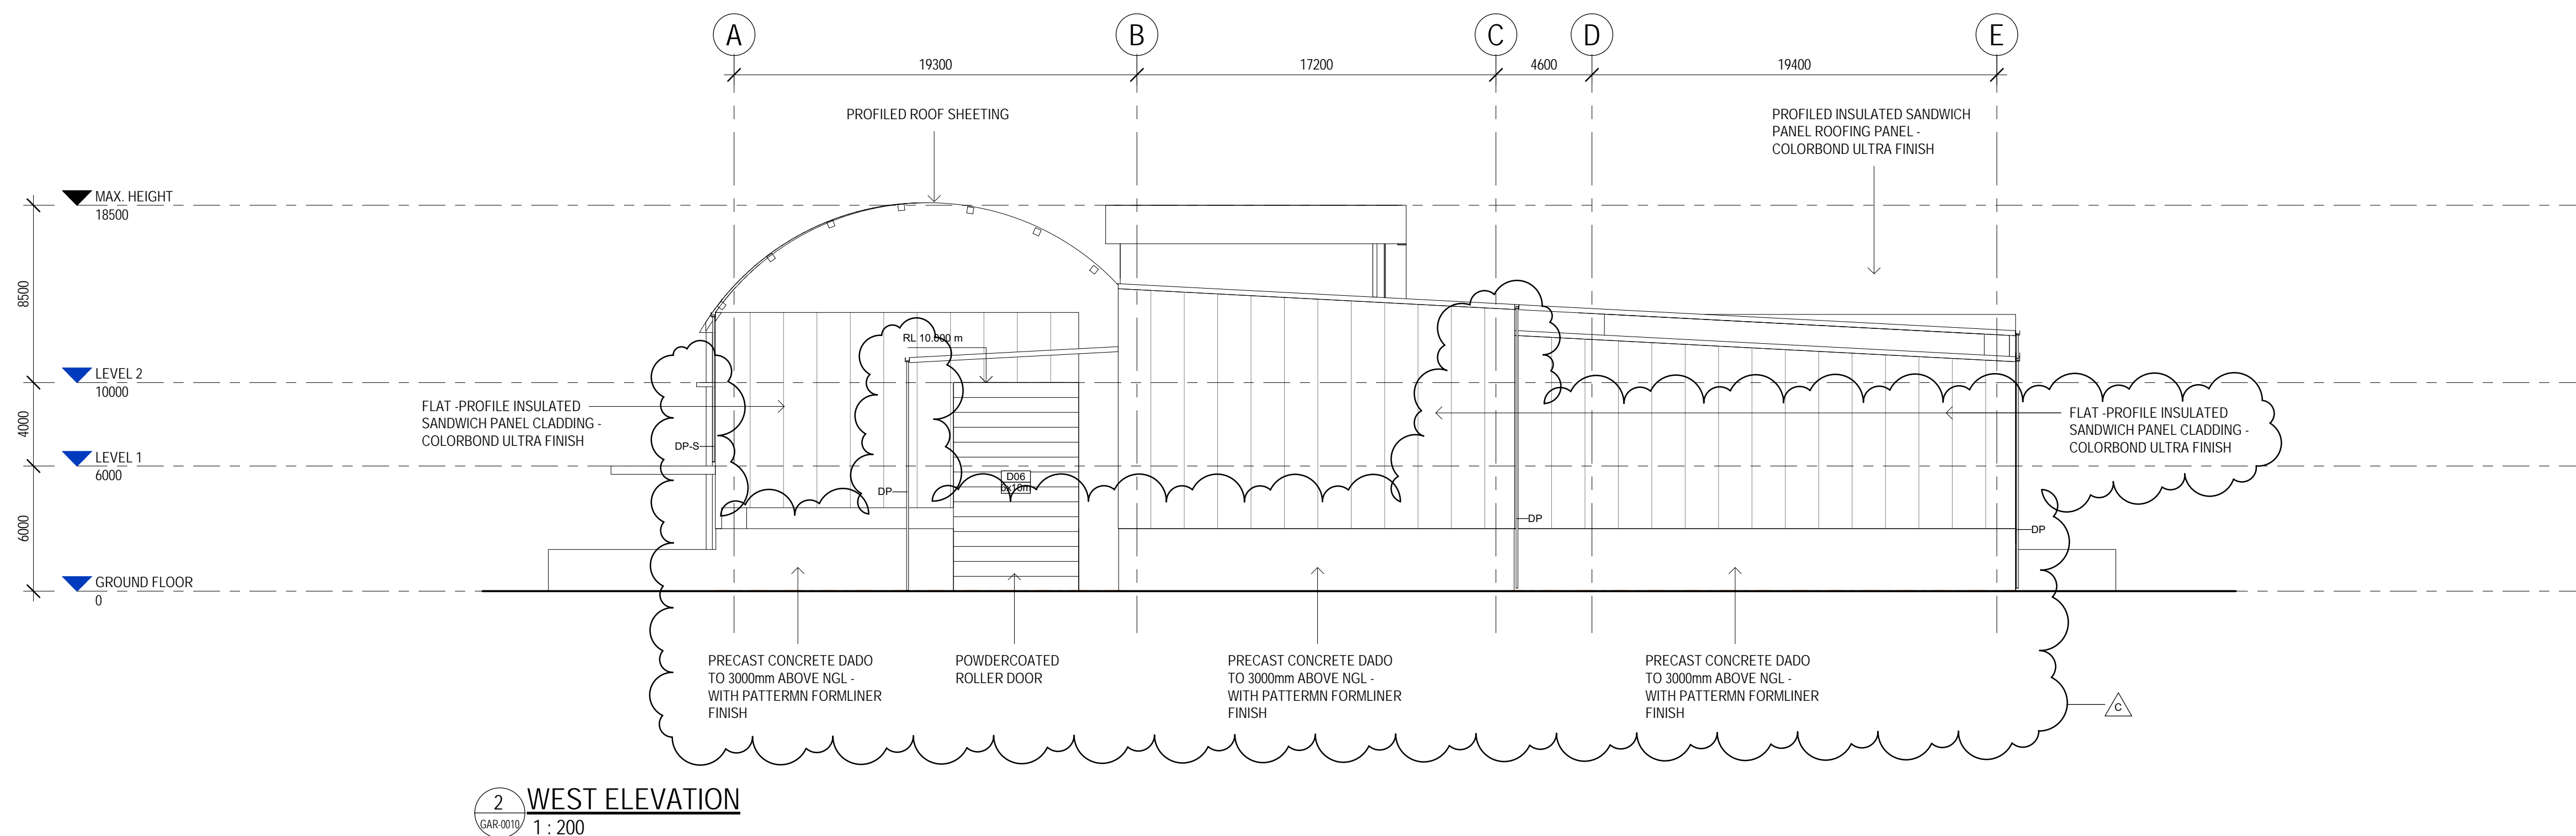 A
B
C
D
E
19300
17200
4600
19400
PROFILED ROOF SHEETING
PROFILED INSULATED SANDWICH
PANEL ROOFING PANEL -
COLORBOND ULTRA FINISH
MAX. HEIGHT
18500
8500
RL 10.000 m
LEVEL 2
10000
FLAT -PROFILE INSULATED
SANDWICH PANEL CLADDING -
COLORBOND ULTRA FINISH
FLAT -PROFILE INSULATED
SANDWICH PANEL CLADDING -
COLORBOND ULTRA FINISH
4000
DP-S
LEVEL 1
6000
D06
DP
DP
DP
6000
GROUND FLOOR
0
PRECAST CONCRETE DADO
TO 3000mm ABOVE NGL -
WITH PATTERMN FORMLINER
FINISH
POWDERCOATED
ROLLER DOOR
PRECAST CONCRETE DADO
TO 3000mm ABOVE NGL -
WITH PATTERMN FORMLINER
FINISH
PRECAST CONCRETE DADO
TO 3000mm ABOVE NGL -
WITH PATTERMN FORMLINER
FINISH
C
2
GAR-0010
WEST ELEVATION
1 : 200